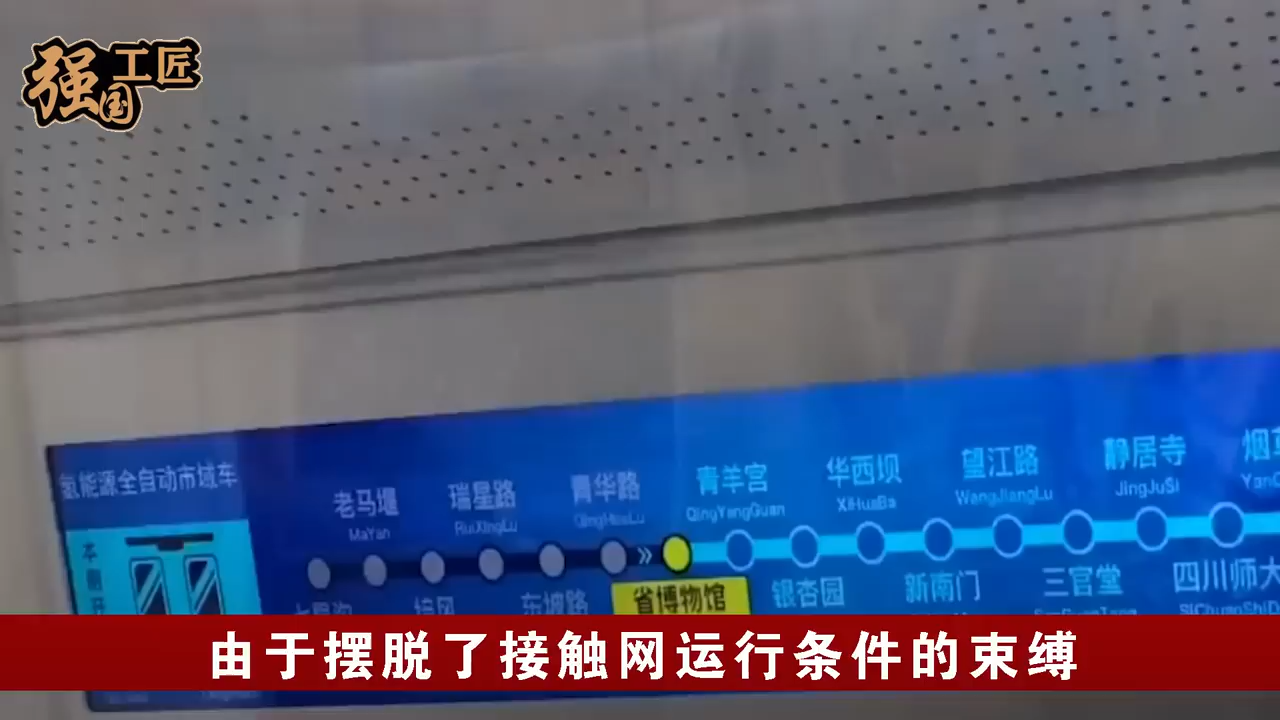 强国工匠
氢能源全自动市域车
老马堰
MaYan
瑞星路
RuiXingLu
青华路
QingHuaLu
青羊宫
QingYangGuan
华西坝
XiHuaBa
望江路
WangJiangLu
静居寺
JingJuSi
本侧开
东坡路
省博物馆
银杏园
新南门
三官堂
四川师大
由于摆脱了接触网运行条件的束缚